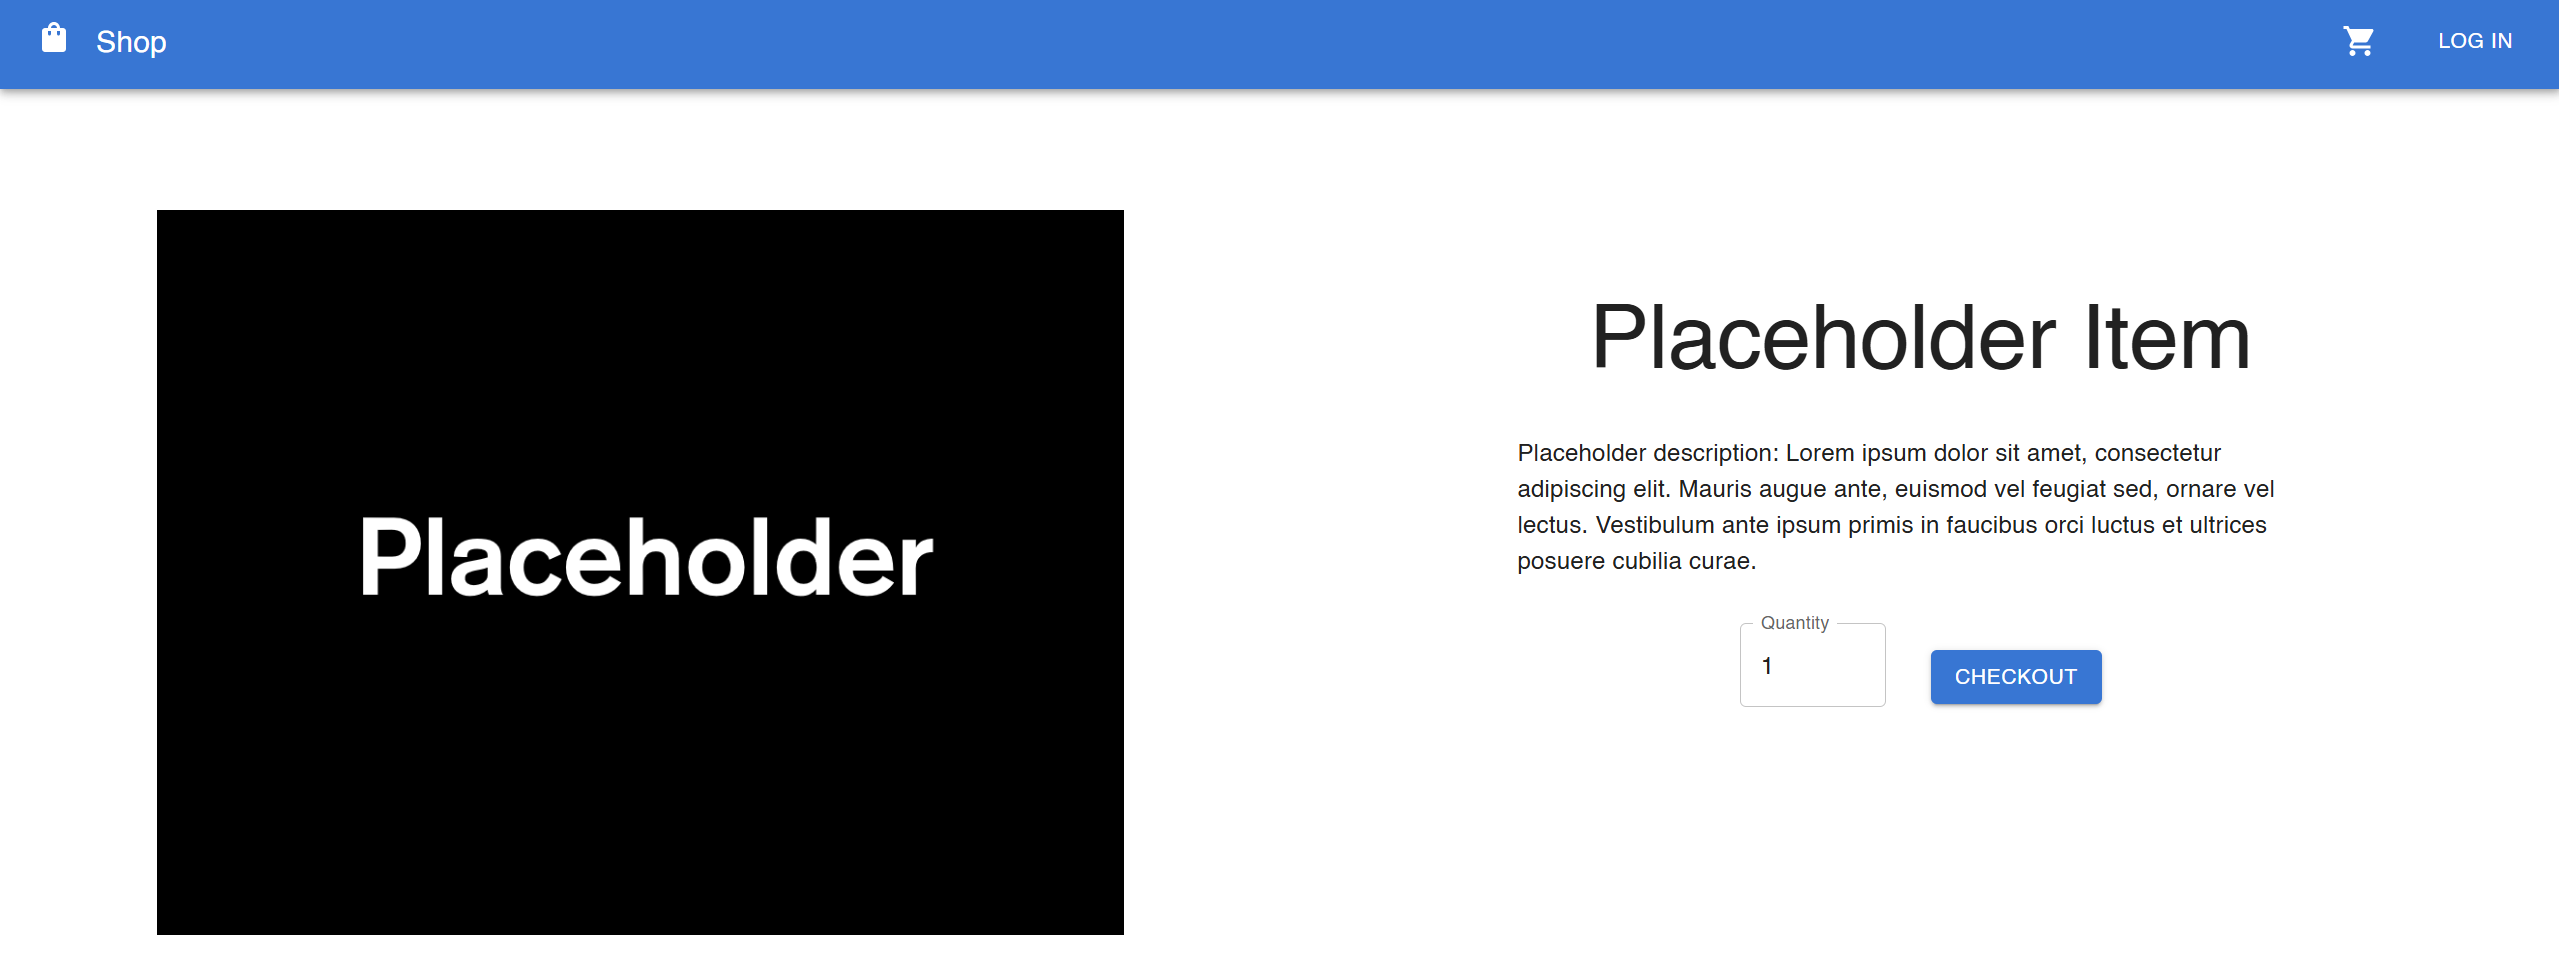 Shop
LOG IN
Placeholder
Placeholder Item
Placeholder description: Lorem ipsum dolor sit amet, consectetur
adipiscing elit. Mauris augue ante, euismod vel feugiat sed, ornare vel
lectus. Vestibulum ante ipsum primis in faucibus orci luctus et ultrices
posuere cubilia curae.
Quantity
1
CHECKOUT